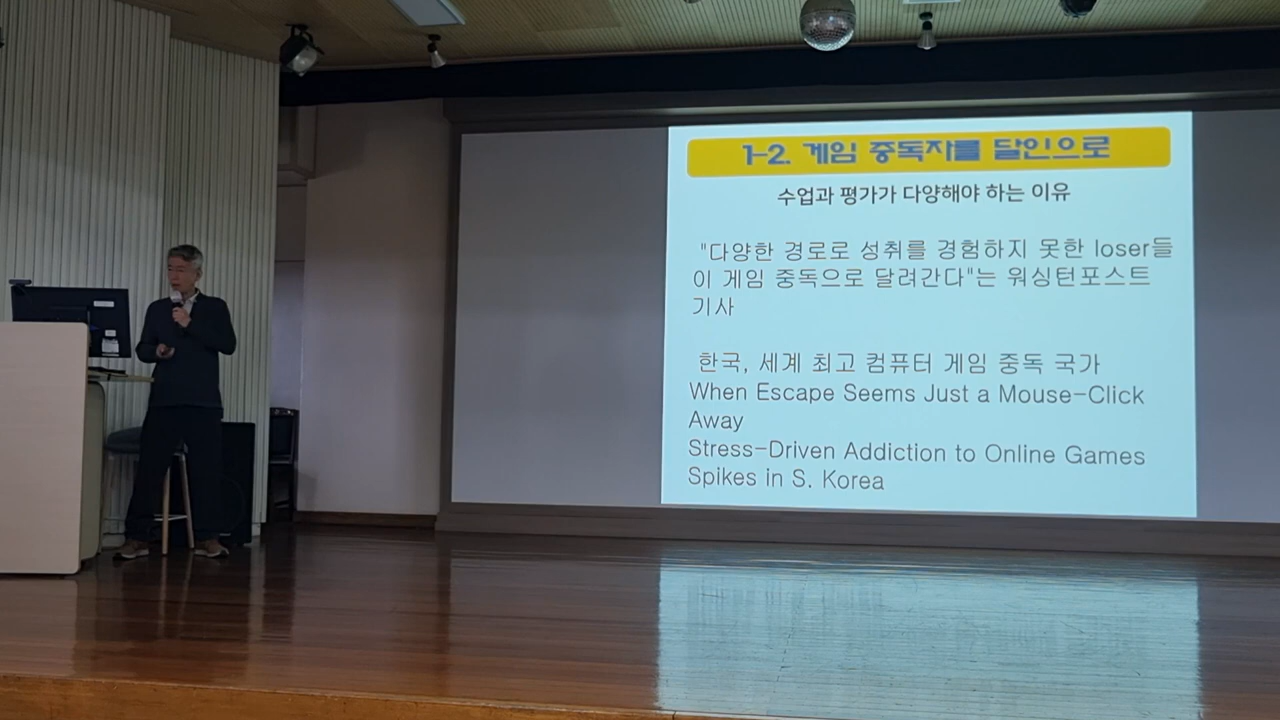 1-2. 게임 중독자를 달인으로
수업과 평가가 다양해야 하는 이유
"다양한 경로로 성취를 경험하지 못한 loser들
이 게임 중독으로 달려간다"는 워싱턴포스트
기사
한국, 세계 최고 컴퓨터 게임 중독 국가
When Escape Seems Just a Mouse-Click
Away
Stress-Driven Addiction to Online Games
Spikes in S. Korea